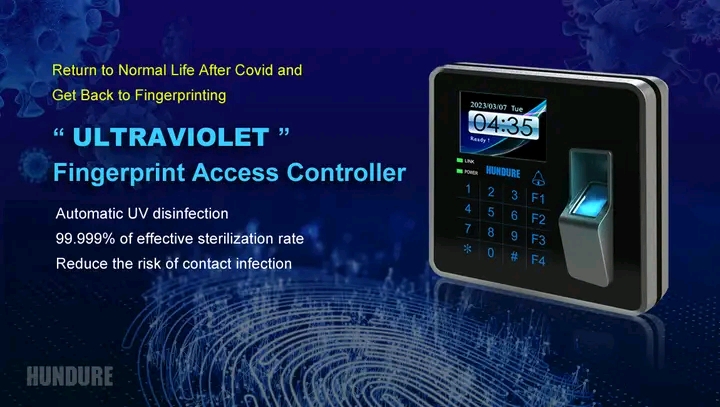 Return to Normal Life After Covid and
Get Back to Fingerprinting
“ ULTRAVIOLET ”
Fingerprint Access Controller
Automatic UV disinfection
99.999% of effective sterilization rate
Reduce the risk of contact infection
2023/03/07 Tue
04:35
Ready !
LINK
POWER
HUNDURE
1 2 3 F1
4 5 6 F2
7 8 9 F3
* 0 # F4
HUNDURE